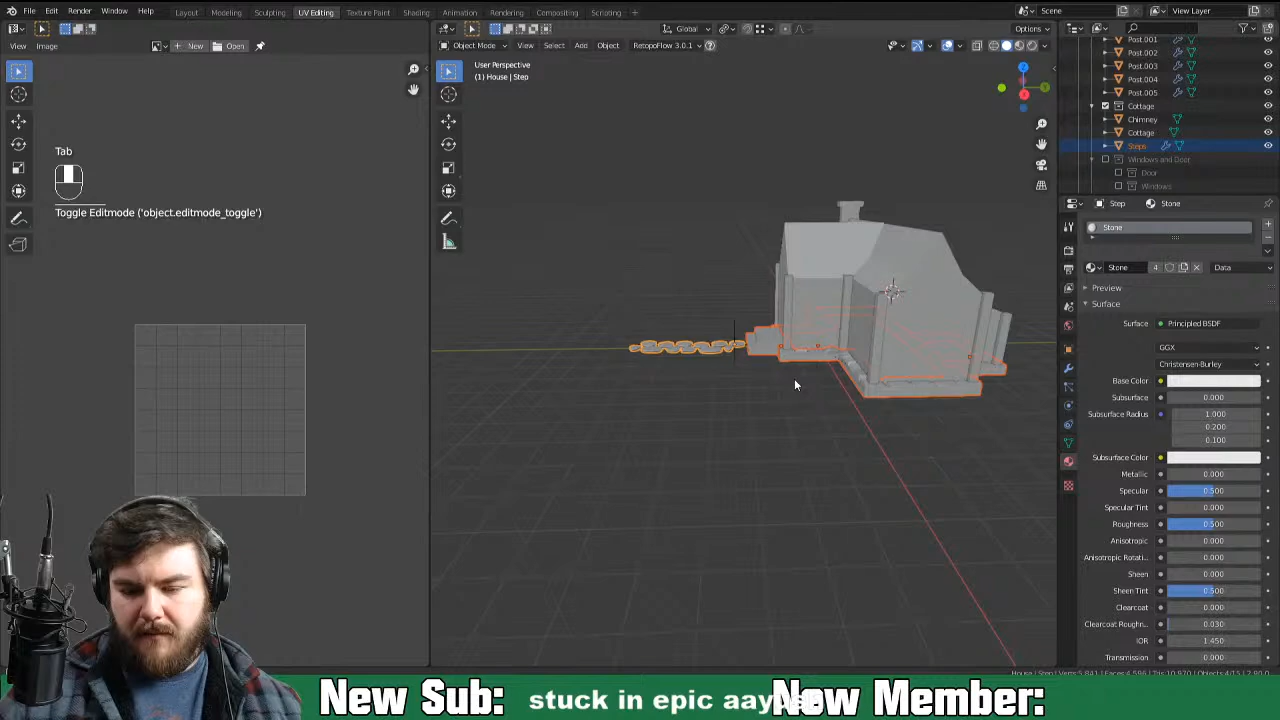 File Edit Render Window Help Layout Modeling Sculpting UV Editing Texture Paint Shading Animation Compositing Rendering Scripting + Scene View Layer
View Image New Open
Global Options
Object Mode View Select Add Object RetopoFlow 3.0.1
User Perspective
(1) House | Step
Tab
Toggle Editmode ('object.editmode_toggle')
Post.001
Post.002
Post.003
Post.004
Post.005
Cottage
Chimney
Cottage
Steps
Windows and Door
Door
Windows
Step Stone
Stone
Stone 4 Data
Preview
Surface
Surface Principled BSDF
GGX
Christensen-Burley
Base Color
Subsurface 0.000
Subsurface Radius 1.000
0.200
0.100
Subsurface Color
Metallic 0.000
Specular 0.500
Specular Tint 0.000
Roughness 0.500
Anisotropic 0.000
Anisotropic Rotati... 0.000
Sheen 0.000
Sheen Tint 0.500
Clearcoat 0.000
Clearcoat Roughn... 0.030
IOR 1.450
Transmission 0.000
New Sub: stuck in epic aayu New Member: